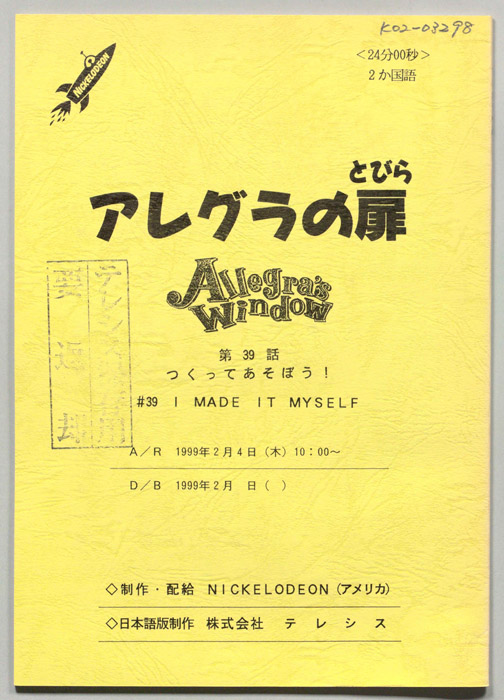 K02-03298
NICKELODEON
<24分00秒>
2か国語
とびら
アレグラの扉
Allegra's
Window
第 39 話
つくってあそぼう!
#39 I MADE IT MYSELF
A/R 1999年2月4日(木)10:00~
D/B 1999年2月 日( )
◇制作・配給 NICKELODEON(アメリカ)
◇日本語版制作 株式会社 テレシス